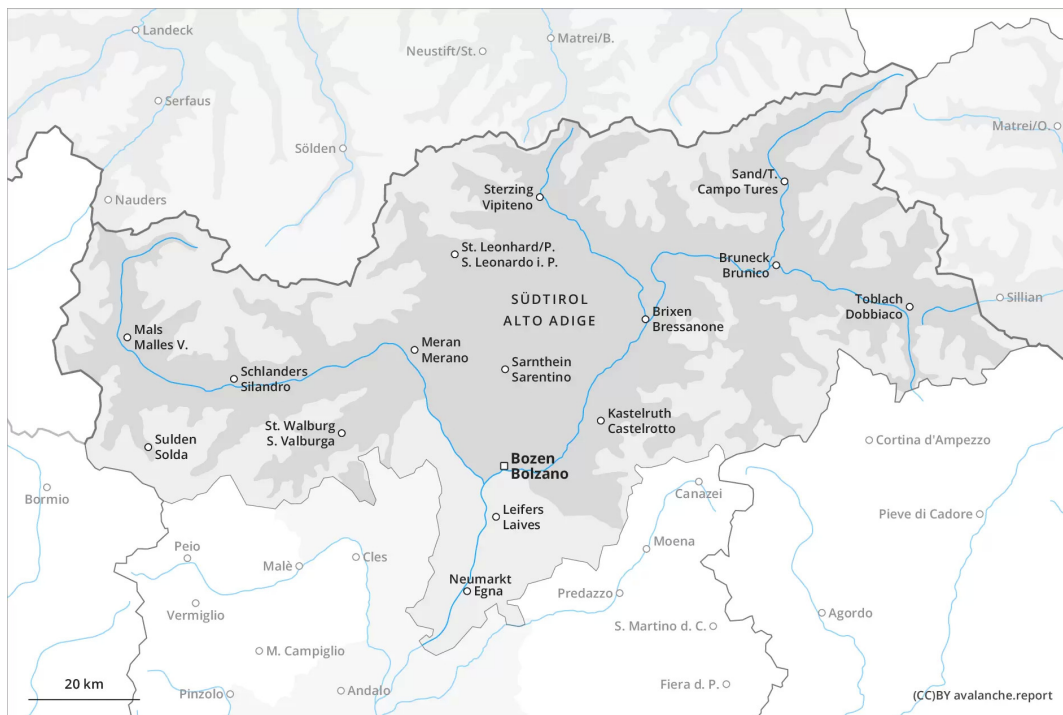 Landeck
Matrei/B.
Neustift/St.
Serfaus
Matrei/O.
Sölden
Sand/T.
Campo Tures
Sterzing
Vipiteno
Nauders
St. Leonhard/P.
S. Leonardo i. P.
Bruneck
Brunico
SÜDTIROL
ALTO ADIGE
Toblach
Dobbiaco
Sillian
Brixen
Bressanone
Mals
Malles V.
Meran
Merano
Sarnthein
Sarentino
Schlanders
Silandro
Kastelruth
Castelrotto
St. Walburg
S. Valburga
Sulden
Solda
Cortina d'Ampezzo
Bozen
Bolzano
Bormio
Canazei
Leifers
Laives
Pieve di Cadore
Moena
Peio
Cles
Malè
Neumarkt
Egna
Predazzo
Vermiglio
Agordo
S. Martino d. C.
M. Campiglio
20 km
Pinzolo
Andalo
Fiera d. P.
(CC)BY avalanche.report